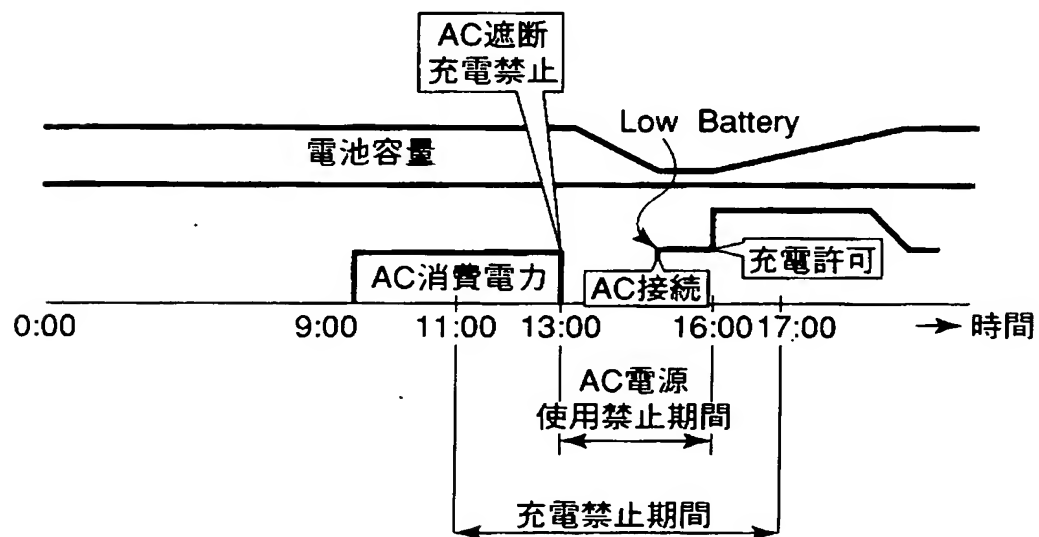 AC遮断
充電禁止
Low Battery
電池容量
AC消費電力
AC接続
充電許可
0:00 9:00 11:00 13:00 16:00 17:00 時間
AC電源
使用禁止期間
充電禁止期間